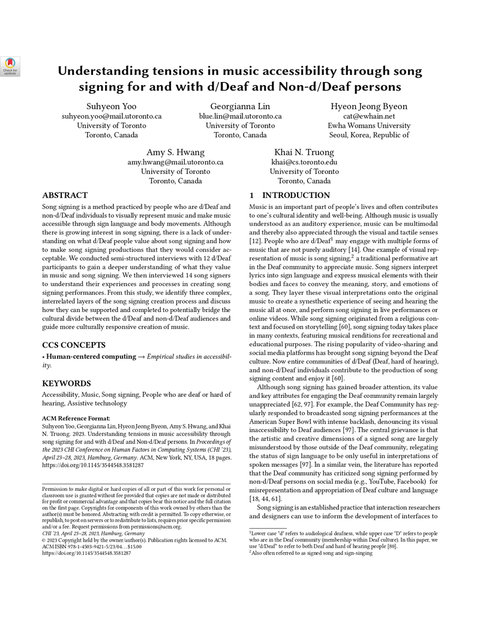 Understanding tensions in music accessibility through song
signing for and with d/Deaf and Non-d/Deaf persons
Suhyeon Yoo
suhyeon.yoo@mail.utoronto.ca
University of Toronto
Toronto, Canada
Georgianna Lin
blue.lin@mail.utoronto.ca
University of Toronto
Toronto, Canada
Hyeon Jeong Byeon
cat@ewhain.net
Ewha Womans University
Seoul, Korea, Republic of
Amy S. Hwang
amy.hwang@mail.utoronto.ca
University of Toronto
Toronto, Canada
Khai N. Truong
khai@cs.toronto.edu
University of Toronto
Toronto, Canada
ABSTRACT
Song signing is a method practiced by people who are d/Deaf and
non-d/Deaf individuals to visually represent music and make music
accessible through sign language and body movements. Although
there is growing interest in song signing, there is a lack of under-
standing on what d/Deaf people value about song signing and how
to make song signing productions that they would consider ac-
ceptable. We conducted semi-structured interviews with 12 d/Deaf
participants to gain a deeper understanding of what they value
in music and song signing. We then interviewed 14 song signers
to understand their experiences and processes in creating song
signing performances. From this study, we identify three complex,
interrelated layers of the song signing creation process and discuss
how they can be supported and completed to potentially bridge the
cultural divide between the d/Deaf and non-d/Deaf audiences and
guide more culturally responsive creation of music.
CCS CONCEPTS
• Human-centered computing → Empirical studies in accessibil-
ity.
KEYWORDS
Accessibility, Music, Song signing, People who are deaf or hard of
hearing, Assistive technology
ACM Reference Format:
Suhyeon Yoo, Georgianna Lin, Hyeon Jeong Byeon, Amy S. Hwang, and Khai
N. Truong. 2023. Understanding tensions in music accessibility through
song signing for and with d/Deaf and Non-d/Deaf persons. In Proceedings of
the 2023 CHI Conference on Human Factors in Computing Systems (CHI '23),
April 23–28, 2023, Hamburg, Germany. ACM, New York, NY, USA, 18 pages.
https://doi.org/10.1145/3544548.3581287
Permission to make digital or hard copies of all or part of this work for personal or
classroom use is granted without fee provided that copies are not made or distributed
for profit or commercial advantage and that copies bear this notice and the full citation
on the first page. Copyrights for components of this work owned by others than the
author(s) must be honored. Abstracting with credit is permitted. To copy otherwise, or
republish, to post on servers or to redistribute to lists, requires prior specific permission
and/or a fee. Request permissions from permissions@acm.org.
CHI '23, April 23–28, 2023, Hamburg, Germany
© 2023 Copyright held by the owner/author(s). Publication rights licensed to ACM.
ACM ISBN 978-1-4503-9421-5/23/04...$15.00
https://doi.org/10.1145/3544548.3581287
1 INTRODUCTION
Music is an important part of people's lives and often contributes
to one's cultural identity and well-being. Although music is usually
understood as an auditory experience, music can be multimodal
and thereby also appreciated through the visual and tactile senses
[12]. People who are d/Deaf1 may engage with multiple forms of
music that are not purely auditory [14]. One example of visual rep-
resentation of music is song signing,2 a traditional performative art
in the Deaf community to appreciate music. Song signers interpret
lyrics into sign language and express musical elements with their
bodies and faces to convey the meaning, story, and emotions of
a song. They layer these visual interpretations onto the original
music to create a synesthetic experience of seeing and hearing the
music all at once, and perform song signing in live performances or
online videos. While song signing originated from a religious con-
text and focused on storytelling [60], song signing today takes place
in many contexts, featuring musical renditions for recreational and
educational purposes. The rising popularity of video-sharing and
social media platforms has brought song signing beyond the Deaf
culture. Now entire communities of d/Deaf (Deaf, hard of hearing),
and non-d/Deaf individuals contribute to the production of song
signing content and enjoy it [60].
Although song signing has gained broader attention, its value
and key attributes for engaging the Deaf community remain largely
unappreciated [62, 97]. For example, the Deaf Community has reg-
ularly responded to broadcasted song signing performances at the
American Super Bowl with intense backlash, denouncing its visual
inaccessibility to Deaf audiences [97]. The central grievance is that
the artistic and creative dimensions of a signed song are largely
misunderstood by those outside of the Deaf community, relegating
the status of sign language to be only useful in interpretations of
spoken messages [97]. In a similar vein, the literature has reported
that the Deaf community has criticized song signing performed by
non-d/Deaf persons on social media (e.g., YouTube, Facebook) for
misrepresentation and appropriation of Deaf culture and language
[18, 44, 61].
Song signing is an established practice that interaction researchers
and designers can use to inform the development of interfaces to
1Lower case "d" refers to audiological deafness, while upper case "D" refers to people
who are in the Deaf community (membership within Deaf culture). In this paper, we
use "d/Deaf" to refer to both Deaf and hard of hearing people [80].
2Also often referred to as signed song and sign-singing